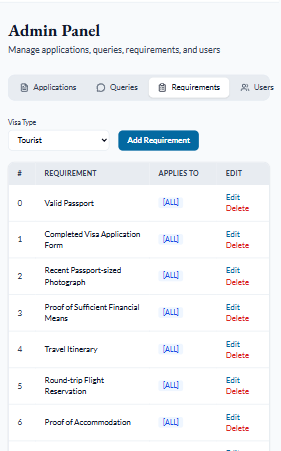 Admin Panel
Manage applications, queries, requirements, and users
Applications Queries Requirements Users
Visa Type
Tourist Add Requirement
# REQUIREMENT APPLIES TO EDIT
0 Valid Passport [ALL] Edit
Delete
1 Completed Visa Application
Form [ALL] Edit
Delete
2 Recent Passport-sized
Photograph [ALL] Edit
Delete
3 Proof of Sufficient Financial
Means [ALL] Edit
Delete
4 Travel Itinerary [ALL] Edit
Delete
5 Round-trip Flight
Reservation [ALL] Edit
Delete
6 Proof of Accommodation [ALL] Edit
Delete